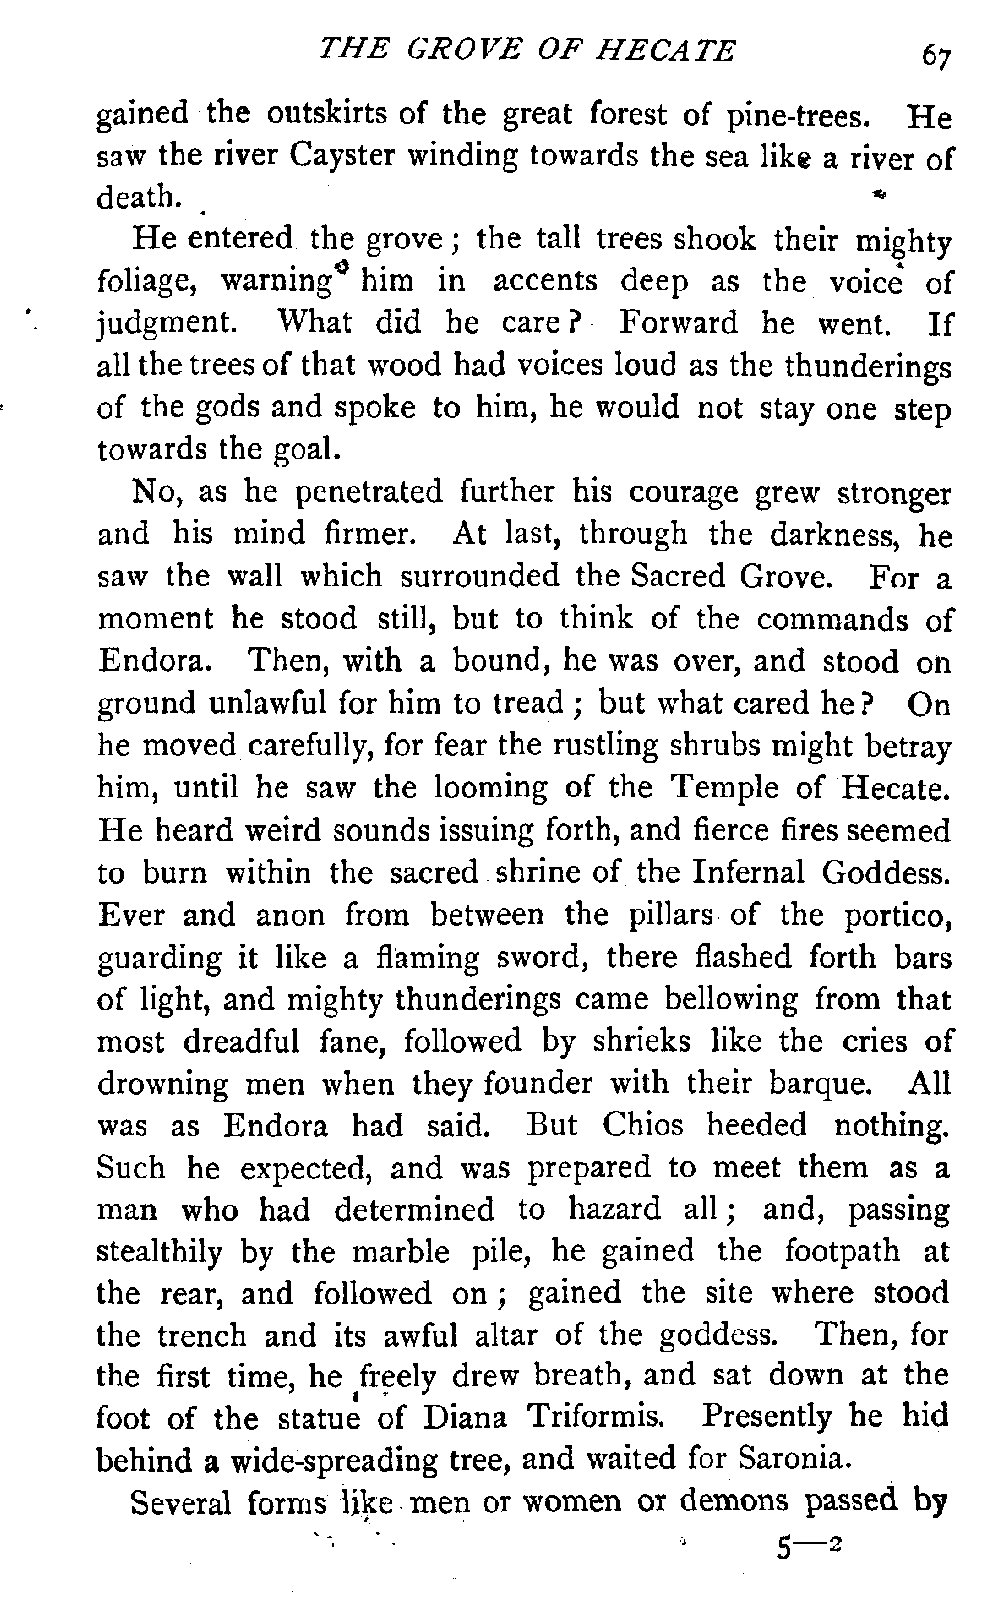 THE GROVE OF HECATE 67
gained the outskirts of the great forest of pine-trees. He
saw the river Cayster winding towards the sea like a river of
death.
He entered the grove ; the tall trees shook their mighty
foliage, warning him in accents deep as the voice of
judgment. What did he care ? Forward he went. If
all the trees of that wood had voices loud as the thunderings
of the gods and spoke to him, he would not stay one step
towards the goal.
No, as he penetrated further his courage grew stronger
and his mind firmer. At last, through the darkness, he
saw the wall which surrounded the Sacred Grove. For a
moment he stood still, but to think of the commands of
Endora. Then, with a bound, he was over, and stood on
ground unlawful for him to tread ; but what cared he ? On
he moved carefully, for fear the rustling shrubs might betray
him, until he saw the looming of the Temple of Hecate.
He heard weird sounds issuing forth, and fierce fires seemed
to burn within the sacred shrine of the Infernal Goddess.
Ever and anon from between the pillars of the portico,
guarding it like a flaming sword, there flashed forth bars
of light, and mighty thunderings came bellowing from that
most dreadful fane, followed by shrieks like the cries of
drowning men when they founder with their barque. All
was as Endora had said. But Chios heeded nothing.
Such he expected, and was prepared to meet them as a
man who had determined to hazard all ; and, passing
stealthily by the marble pile, he gained the footpath at
the rear, and followed on ; gained the site where stood
the trench and its awful altar of the goddess. Then, for
the first time, he freely drew breath, and sat down at the
foot of the statue of Diana Triformis. Presently he hid
behind a wide-spreading tree, and waited for Saronia.
Several forms like men or women or demons passed by
5—2